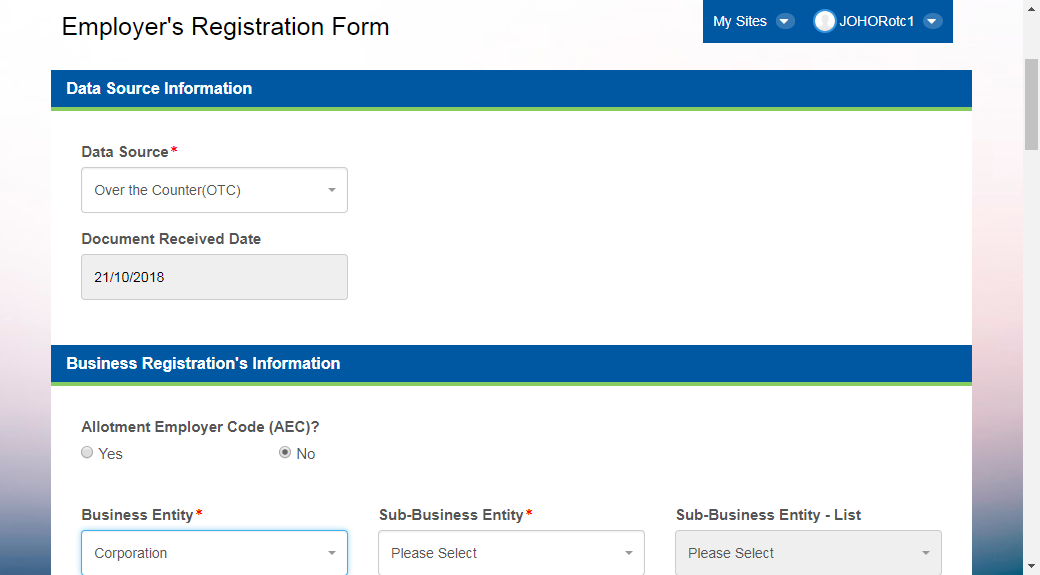 Employer's Registration Form
My Sites JOHORotc1
Data Source Information
Data Source*
Over the Counter(OTC)
Document Received Date
21/10/2018
Business Registration's Information
Allotment Employer Code (AEC)?
Yes No
Business Entity* Sub-Business Entity* Sub-Business Entity - List
Corporation Please Select Please Select